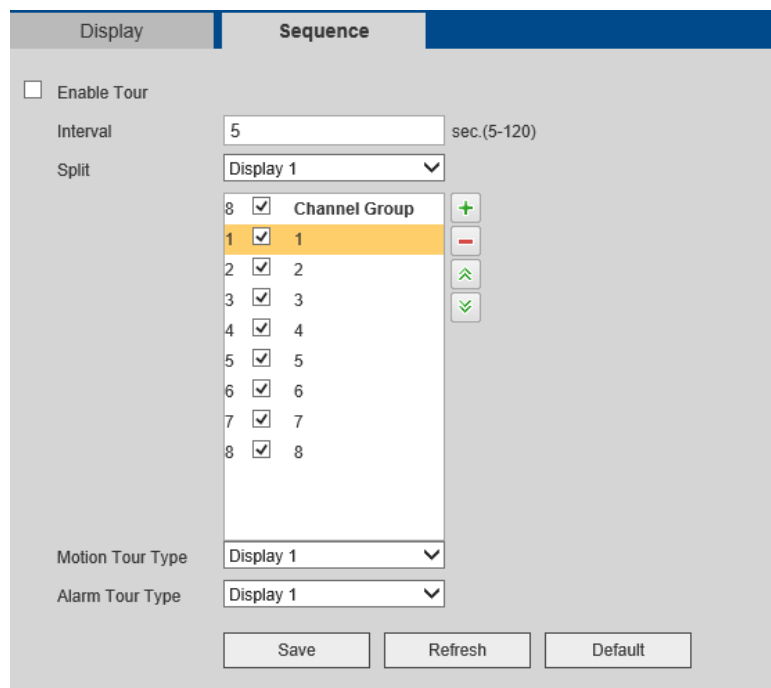 Display Sequence
Enable Tour
Interval 5 sec.(5-120)
Split Display 1
8 Channel Group
1 1
2 2
3 3
4 4
5 5
6 6
7 7
8 8
Motion Tour Type Display 1
Alarm Tour Type Display 1
Save Refresh Default